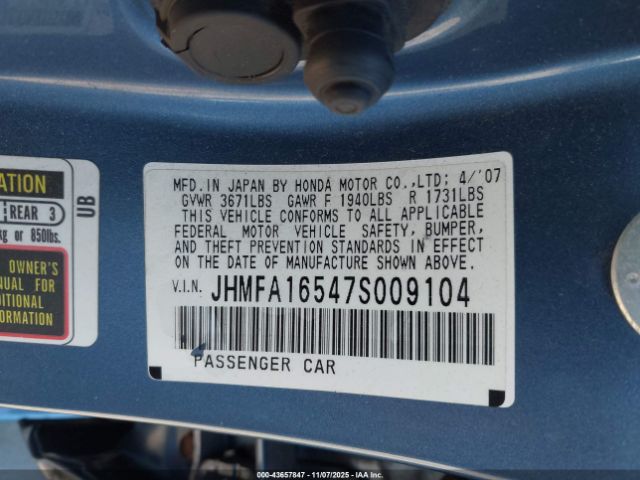 ATION
REAR 3
kg or 850lbs.
OWNER'S
NUAL FOR
DITIONAL
FORMATION
UB
MFD.IN JAPAN BY HONDA MOTOR CO.,LTD; 4/'07
GVWR 3671LBS GAWR F 1940LBS R 1731LBS
THIS VEHICLE CONFORMS TO ALL APPLICABLE
FEDERAL MOTOR VEHICLE SAFETY, BUMPER,
AND THEFT PREVENTION STANDARDS IN EFFECT
ON THE DATE OF MANUFACTURE SHOWN ABOVE.
V.I.N. JHMFA16547S009104
PASSENGER CAR
000-43657847 11/07/2025 IAAI.COM